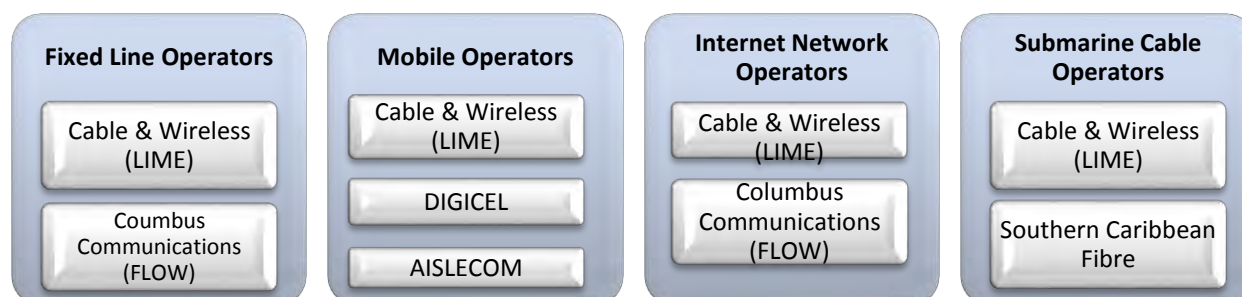 Fixed Line Operators
Cable & Wireless
(LIME)
Coumbus
Communications
(FLOW)
Mobile Operators
Cable & Wireless
(LIME)
DIGICEL
AISLECOM
Internet Network
Operators
Cable & Wireless
(LIME)
Columbus
Communications
(FLOW)
Submarine Cable
Operators
Cable & Wireless
(LIME)
Southern Caribbean
Fibre